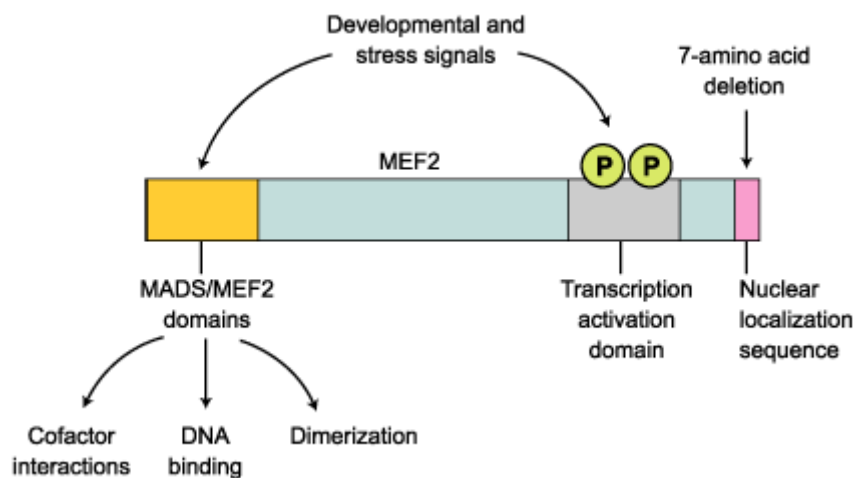 Developmental and
stress signals
7-amino acid
deletion
MEF2
P P
MADS/MEF2
domains
Transcription
activation
domain
Nuclear
localization
sequence
Cofactor
interactions
DNA
binding
Dimerization